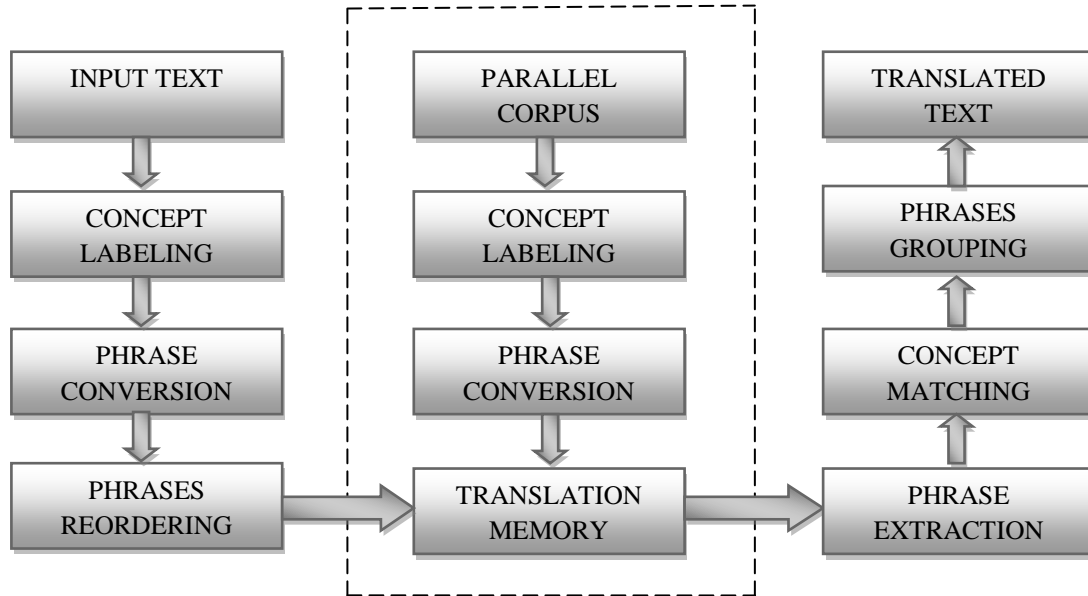 INPUT TEXT
CONCEPT
LABELING
PHRASE
CONVERSION
PHRASES
REORDERING
PARALLEL
CORPUS
CONCEPT
LABELING
PHRASE
CONVERSION
TRANSLATION
MEMORY
TRANSLATED
TEXT
PHRASES
GROUPING
CONCEPT
MATCHING
PHRASE
EXTRACTION